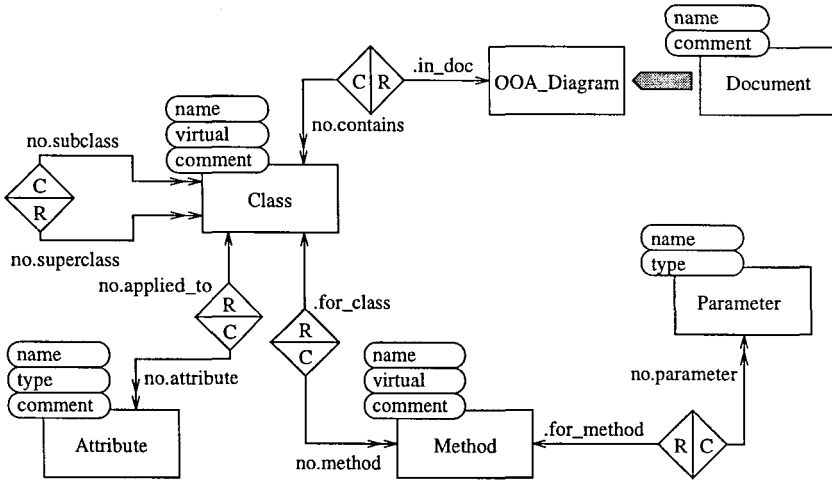 name
comment
.in_doc
C R
OOA_Diagram
Document
no.contains
name
virtual
comment
no.subclass
C
R
Class
no.superclass
name
type
no.applied_to
.for_class
R
C
R
C
Parameter
name
type
comment
no.attribute
name
virtual
comment
no.parameter
Attribute
Method
.for_method
R C
no.method